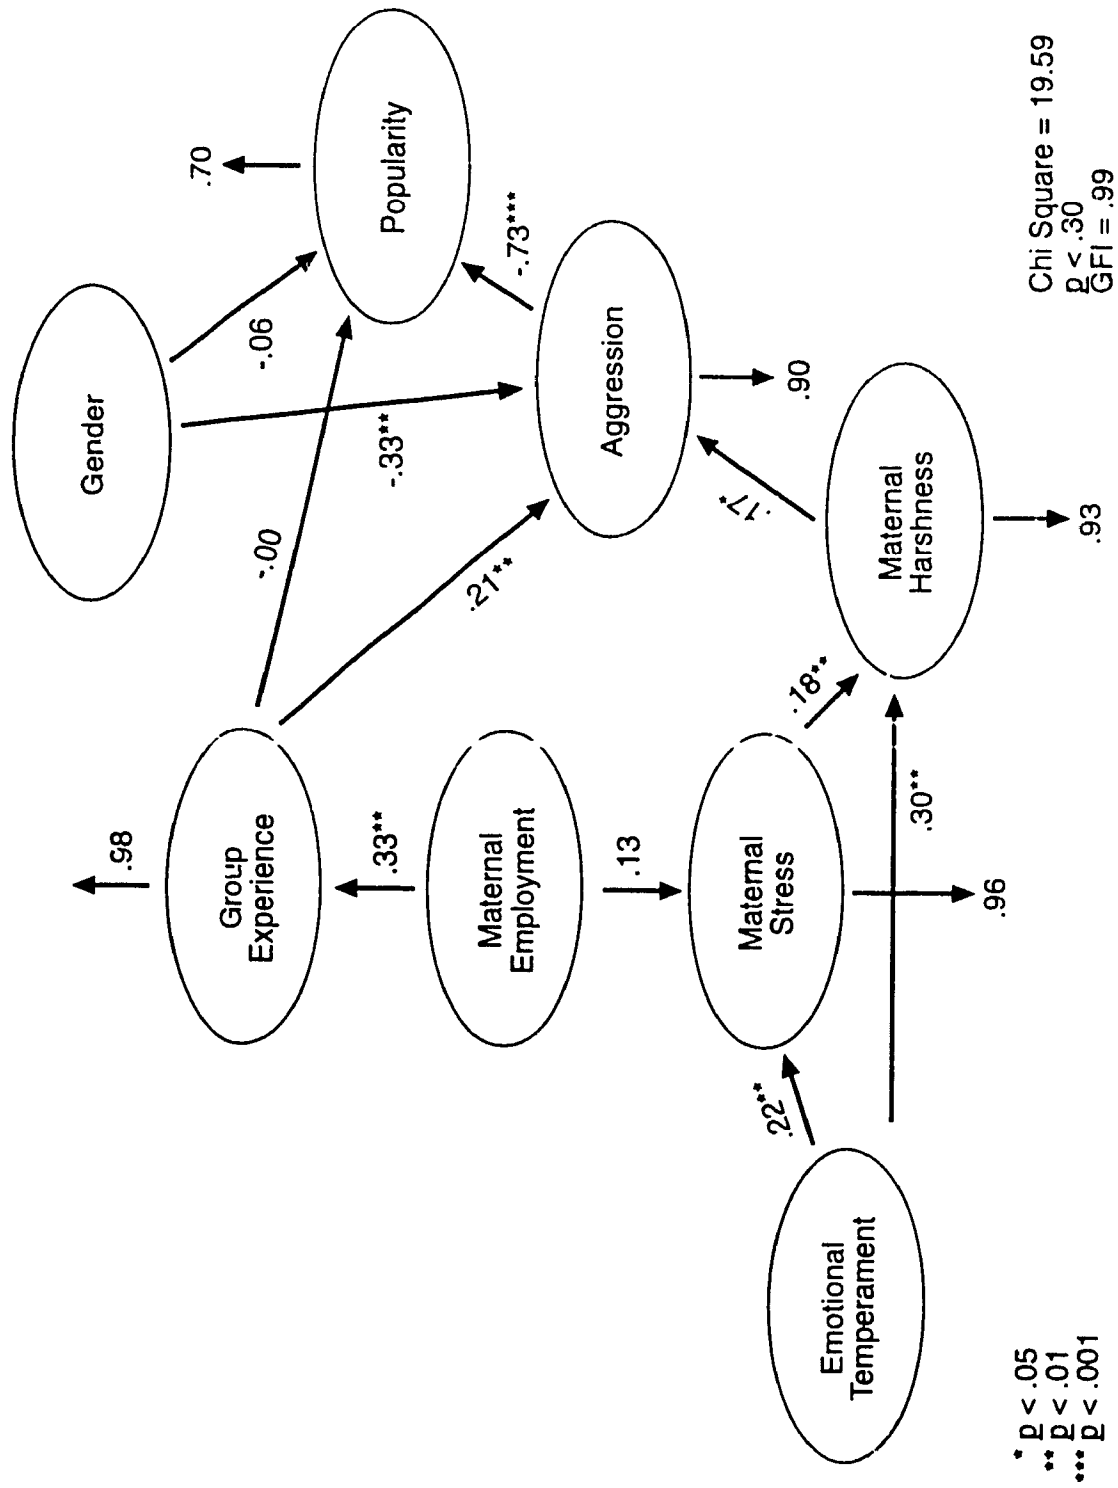 Gender
-.06
.70
Popularity
-.00
-.33**
-.73***
.98
Group
Experience
.21**
Aggression
.90
.33**
Maternal
Employment
.13
.17*
Maternal
Stress
.18**
Maternal
Harshness
.93
.22**
.30**
.96
Emotional
Temperament
* p < .05
** p < .01
*** p < .001
Chi Square = 19.59
p < .30
GFI = .99